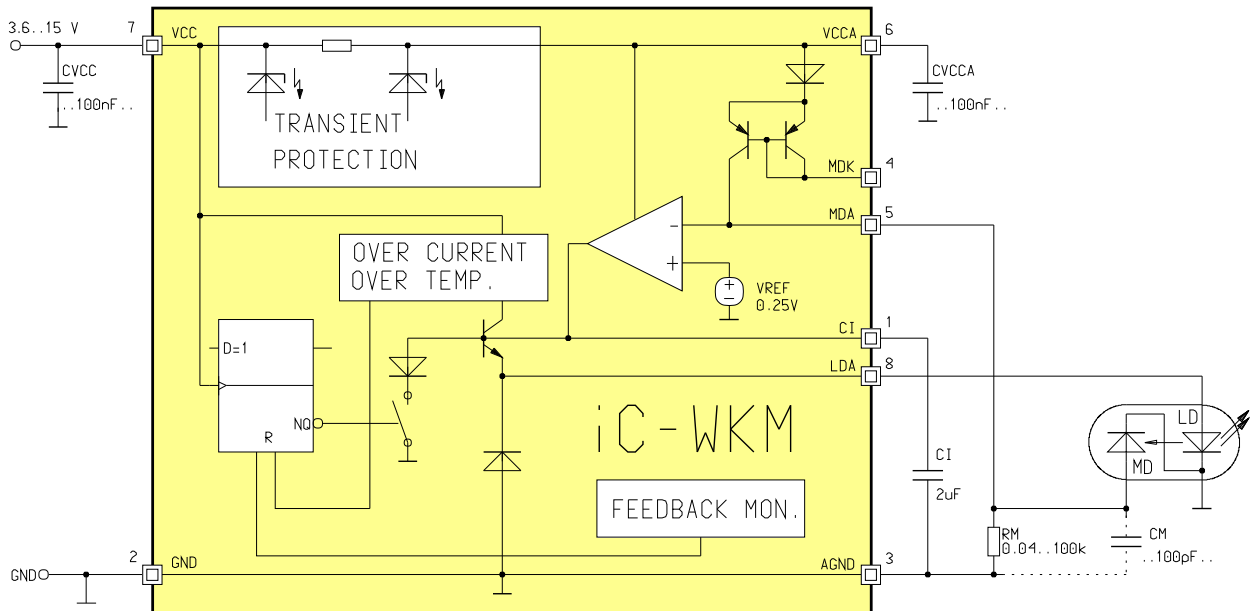 3.6..15 V
7
VCC
VCCA
6
CVCC
..100nF..
CVCCA
..100nF..
TRANSIENT
PROTECTION
MDK
4
MDA
5
-
+
OVER CURRENT
OVER TEMP.
+
-
VREF
0.25V
CI
1
D=1
LDA
8
NQ
R
iC-WKM
LD
MD
CI
2uF
FEEDBACK MON.
RM
0.04..100k
CM
..100pF..
GND
2
GND
AGND
3